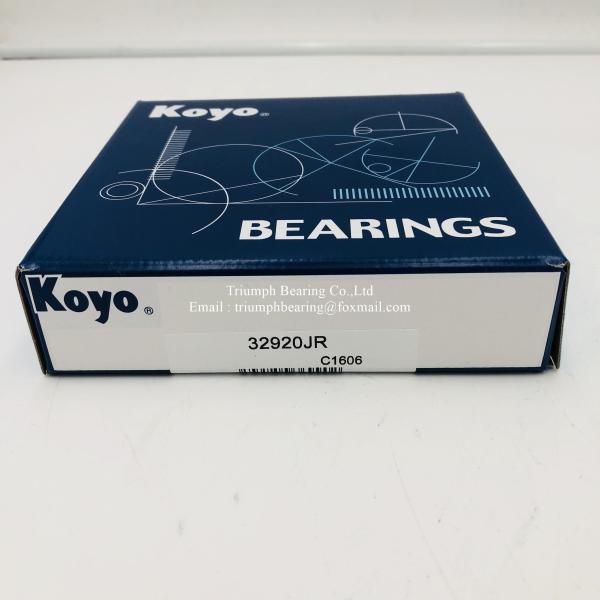 Koyo®
BEARINGS
Koyo®
Triumph Bearing Co.,Ltd
Email : triumphbearing@foxmail.com
32920JR
C1606